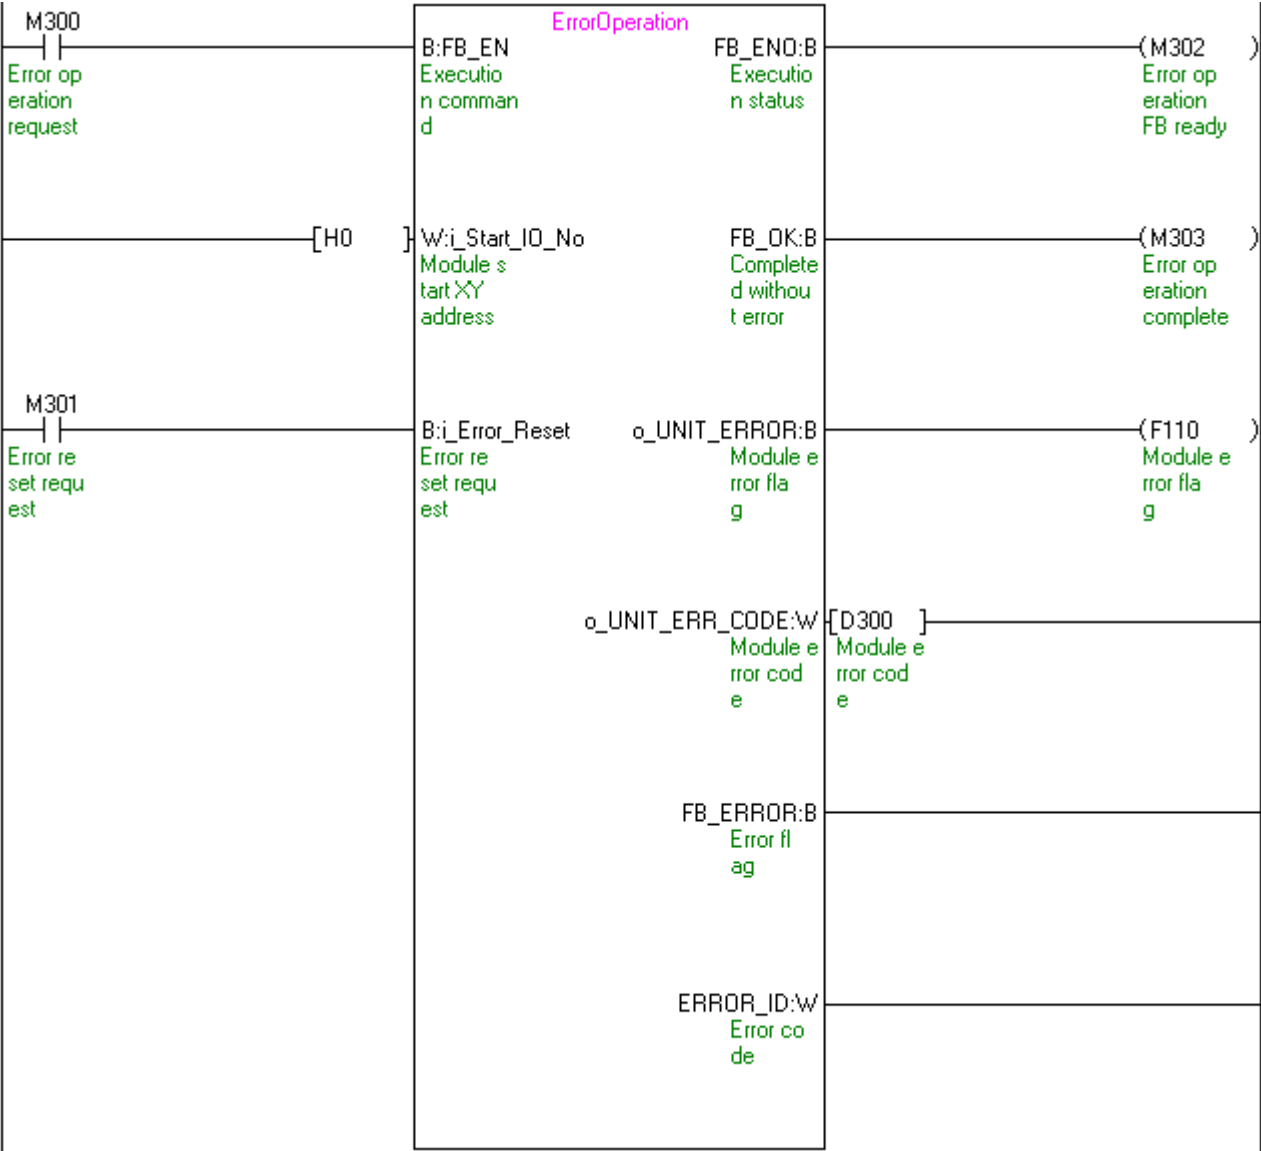 M300
ErrorOperation
B:FB_EN
FB_ENO:B
(M302 )
Error op
eration
request
Executio
n comman
d
Executio
n status
Error op
eration
FB ready
[H0 ]
W:i_Start_IO_No
FB_OK:B
(M303 )
Module s
tart XY
address
Complete
d withou
t error
Error op
eration
complete
M301
B:i_Error_Reset
o_UNIT_ERROR:B
(F110 )
Error re
set requ
est
Error re
set requ
est
Module e
rror fla
g
Module e
rror fla
g
o_UNIT_ERR_CODE:W
[D300 ]
Module e
rror cod
e
Module e
rror cod
e
FB_ERROR:B
Error fl
ag
ERROR_ID:W
Error co
de